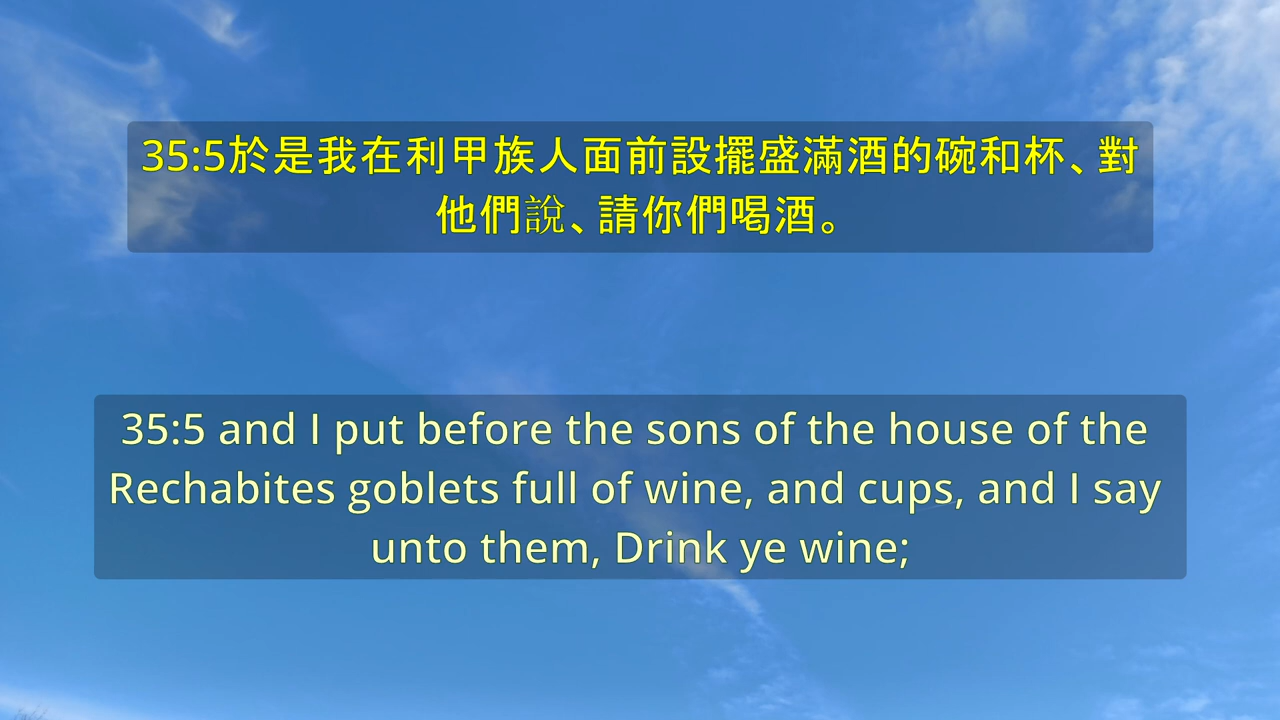 35:5於是我在利甲族人面前設擺盛滿酒的碗和杯、對
他們說、請你們喝酒。
35:5 and I put before the sons of the house of the
Rechabites goblets full of wine, and cups, and I say
unto them, Drink ye wine;